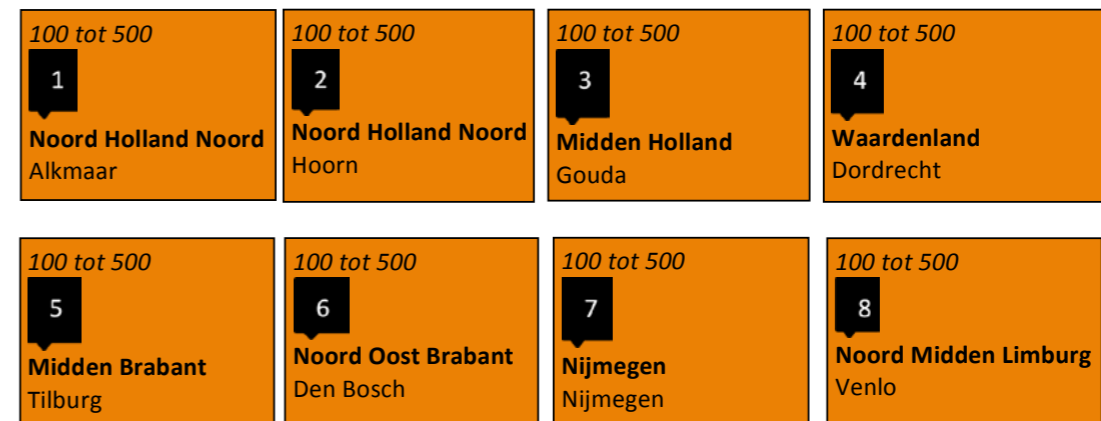 100 tot 500
1
Noord Holland Noord
Alkmaar
100 tot 500
2
Noord Holland Noord
Hoorn
100 tot 500
3
Midden Holland
Gouda
100 tot 500
4
Waardenland
Dordrecht
100 tot 500
5
Midden Brabant
Tilburg
100 tot 500
6
Noord Oost Brabant
Den Bosch
100 tot 500
7
Nijmegen
Nijmegen
100 tot 500
8
Noord Midden Limburg
Venlo